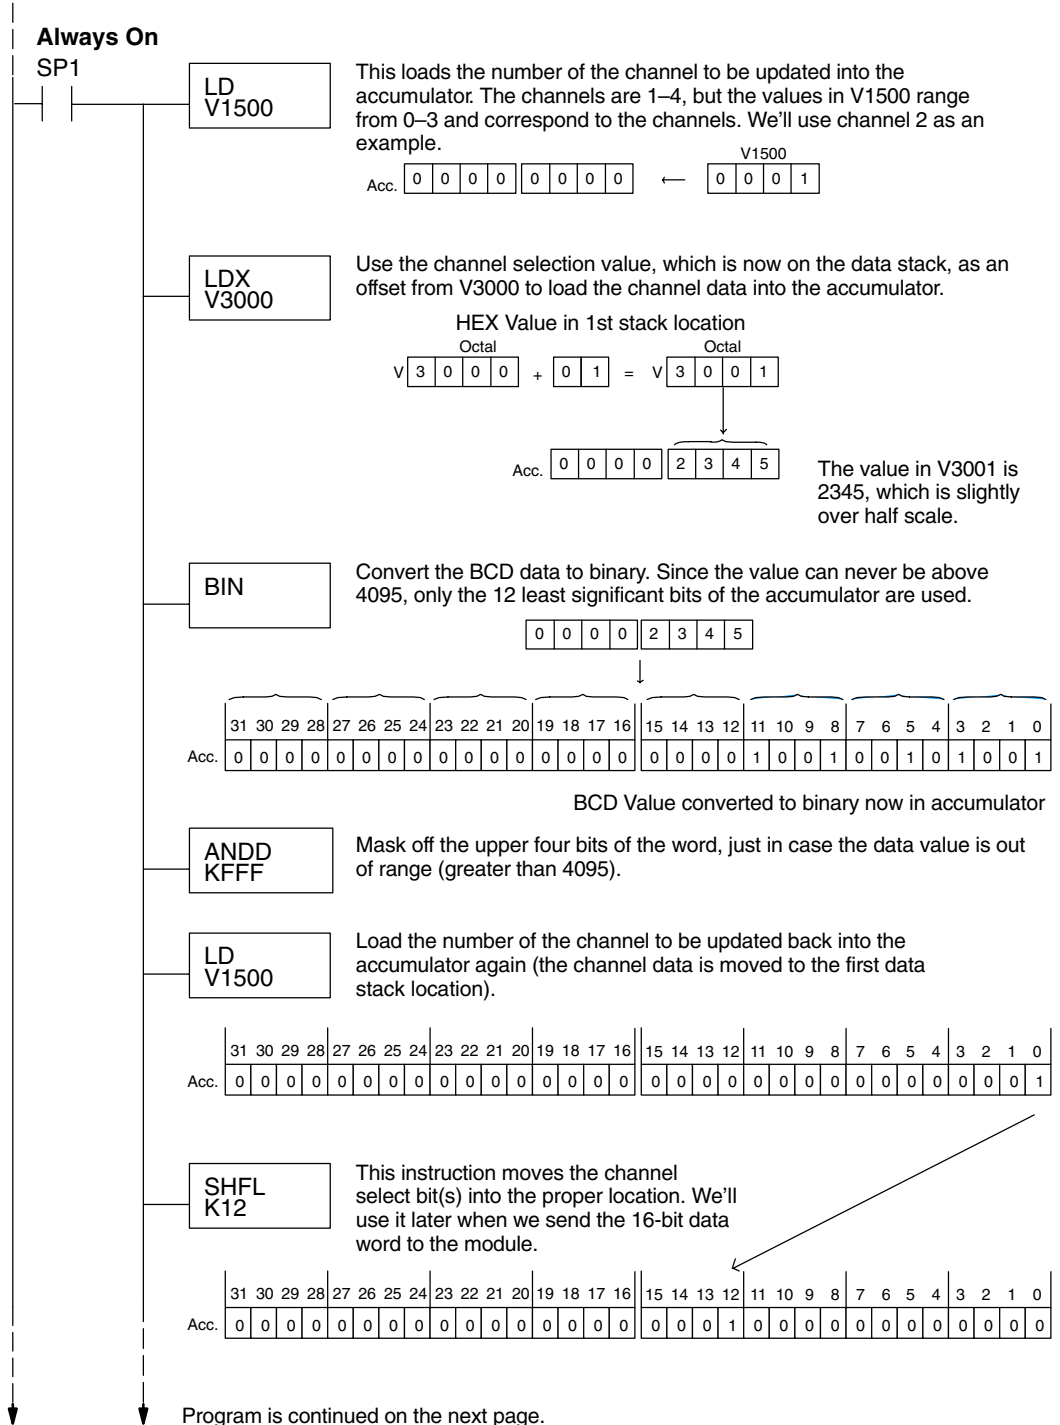 Always On
SP1
LD
V1500
This loads the number of the channel to be updated into the
accumulator. The channels are 1–4, but the values in V1500 range
from 0–3 and correspond to the channels. We'll use channel 2 as an
example.
V1500
Acc. 0 0 0 0 0 0 0 0 ← 0 0 0 1
LDX
V3000
Use the channel selection value, which is now on the data stack, as an
offset from V3000 to load the channel data into the accumulator.
HEX Value in 1st stack location
Octal Octal
V 3 0 0 0 + 0 1 = V 3 0 0 1
Acc. 0 0 0 0 2 3 4 5
The value in V3001 is
2345, which is slightly
over half scale.
BIN
Convert the BCD data to binary. Since the value can never be above
4095, only the 12 least significant bits of the accumulator are used.
0 0 0 0 2 3 4 5
31 30 29 28 27 26 25 24 23 22 21 20 19 18 17 16 15 14 13 12 11 10 9 8 7 6 5 4 3 2 1 0
Acc. 0 0 0 0 0 0 0 0 0 0 0 0 0 0 0 0 0 0 0 0 1 0 0 1 0 0 1 0 1 0 0 1
BCD Value converted to binary now in accumulator
ANDD
KFFF
Mask off the upper four bits of the word, just in case the data value is out
of range (greater than 4095).
LD
V1500
Load the number of the channel to be updated back into the
accumulator again (the channel data is moved to the first data
stack location).
31 30 29 28 27 26 25 24 23 22 21 20 19 18 17 16 15 14 13 12 11 10 9 8 7 6 5 4 3 2 1 0
Acc. 0 0 0 0 0 0 0 0 0 0 0 0 0 0 0 0 0 0 0 0 0 0 0 0 0 0 0 0 0 0 0 1
SHFL
K12
This instruction moves the channel
select bit(s) into the proper location. We'll
use it later when we send the 16-bit data
word to the module.
31 30 29 28 27 26 25 24 23 22 21 20 19 18 17 16 15 14 13 12 11 10 9 8 7 6 5 4 3 2 1 0
Acc. 0 0 0 0 0 0 0 0 0 0 0 0 0 0 0 0 0 0 0 1 0 0 0 0 0 0 0 0 0 0 0 0
Program is continued on the next page.